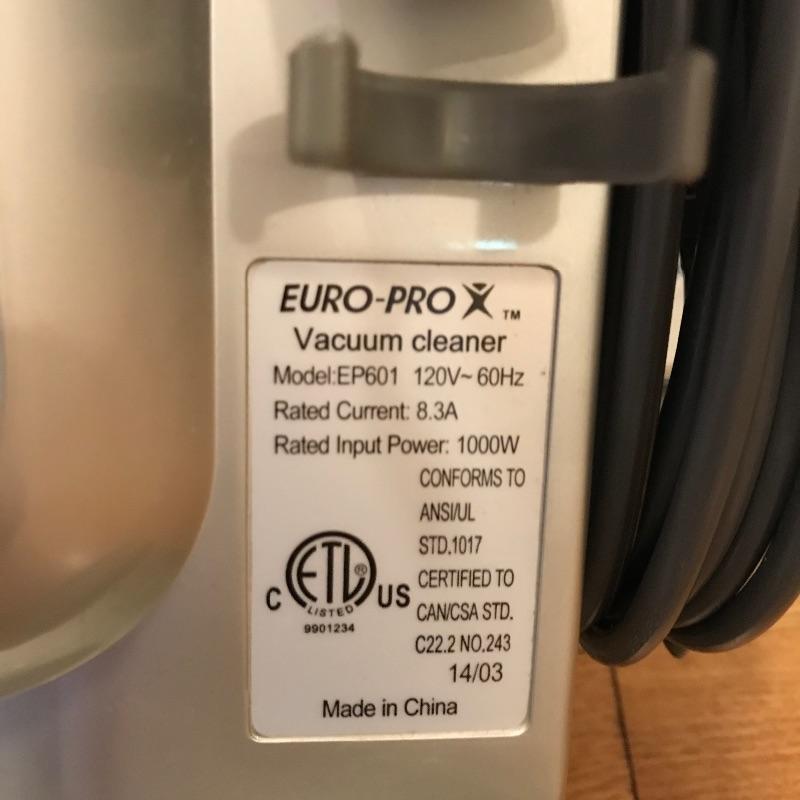 EURO-PRO X ™
Vacuum cleaner
Model:EP601 120V~ 60Hz
Rated Current: 8.3A
Rated Input Power: 1000W
CONFORMS TO
ANSI/UL
STD.1017
CERTIFIED TO
CAN/CSA STD.
C22.2 NO.243
14/03
C ETL ® US
LISTED
9901234
Made in China